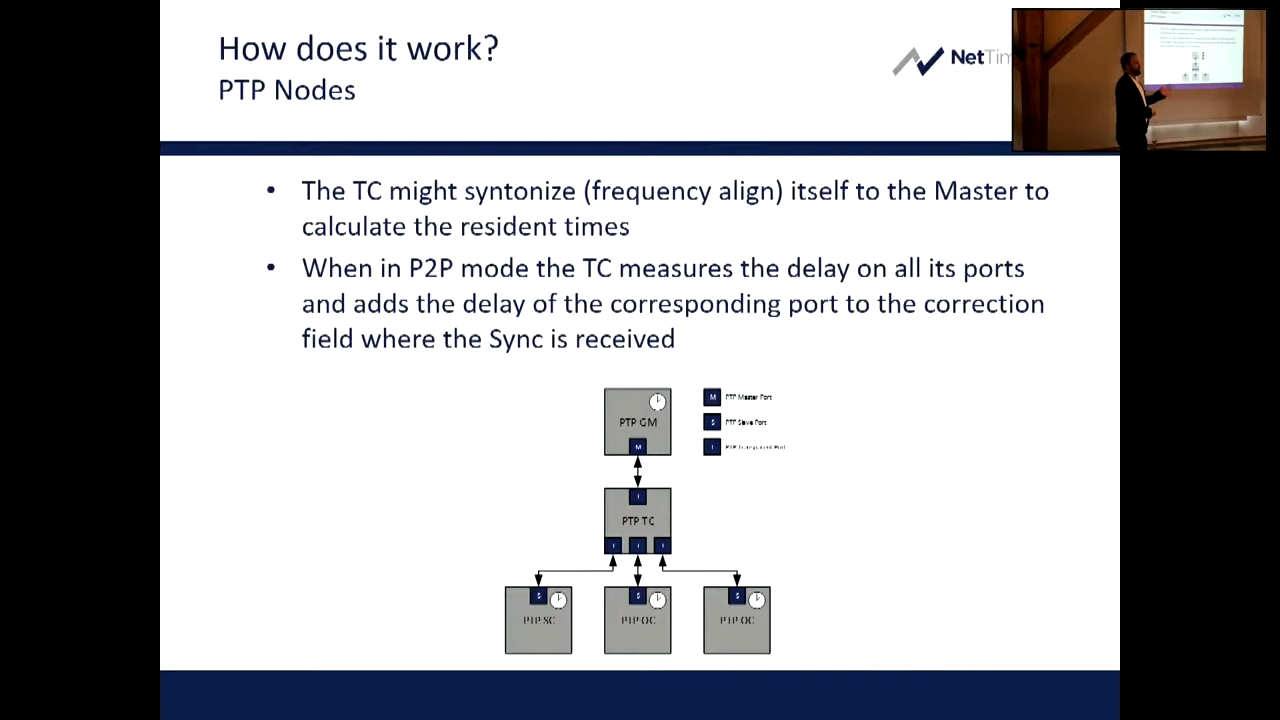 How does it work?
PTP Nodes
NetTim
• The TC might syntonize (frequency align) itself to the Master to
calculate the resident times
• When in P2P mode the TC measures the delay on all its ports
and adds the delay of the corresponding port to the correction
field where the Sync is received
PTP GM
M
M PTP Master Port
S PTP Slave Port
PTP Port
PTP TC
S S S
PTP SC PTP OC PTP OC